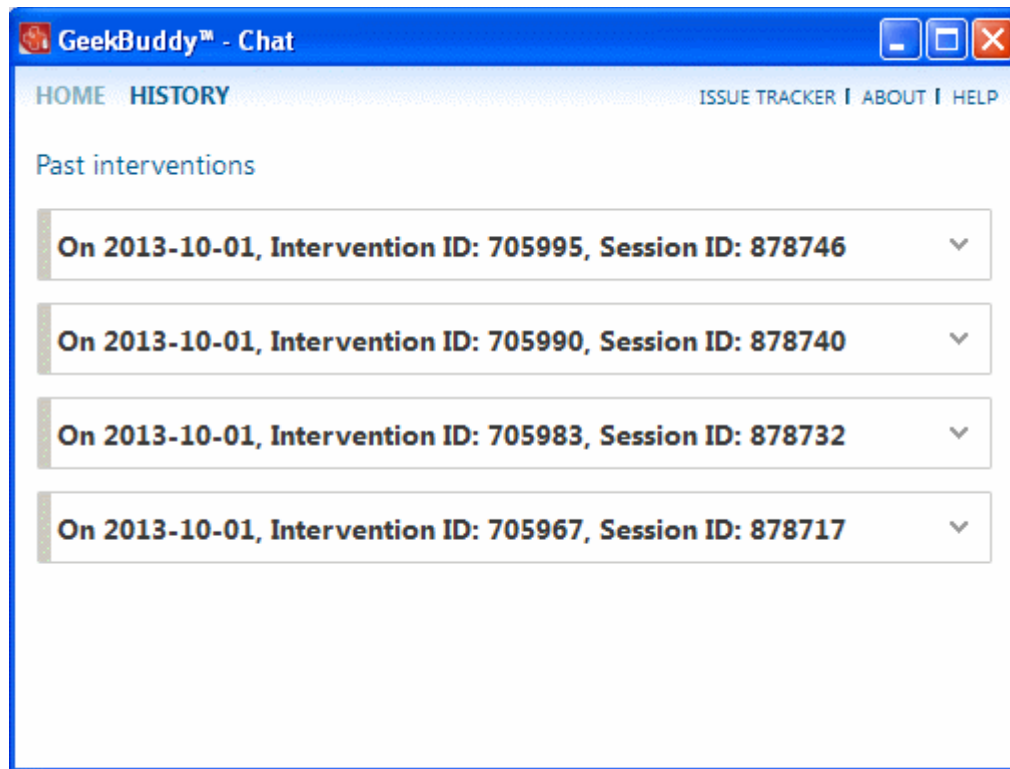 GeekBuddy™ - Chat
HOME HISTORY ISSUE TRACKER | ABOUT | HELP
Past interventions
On 2013-10-01, Intervention ID: 705995, Session ID: 878746
On 2013-10-01, Intervention ID: 705990, Session ID: 878740
On 2013-10-01, Intervention ID: 705983, Session ID: 878732
On 2013-10-01, Intervention ID: 705967, Session ID: 878717